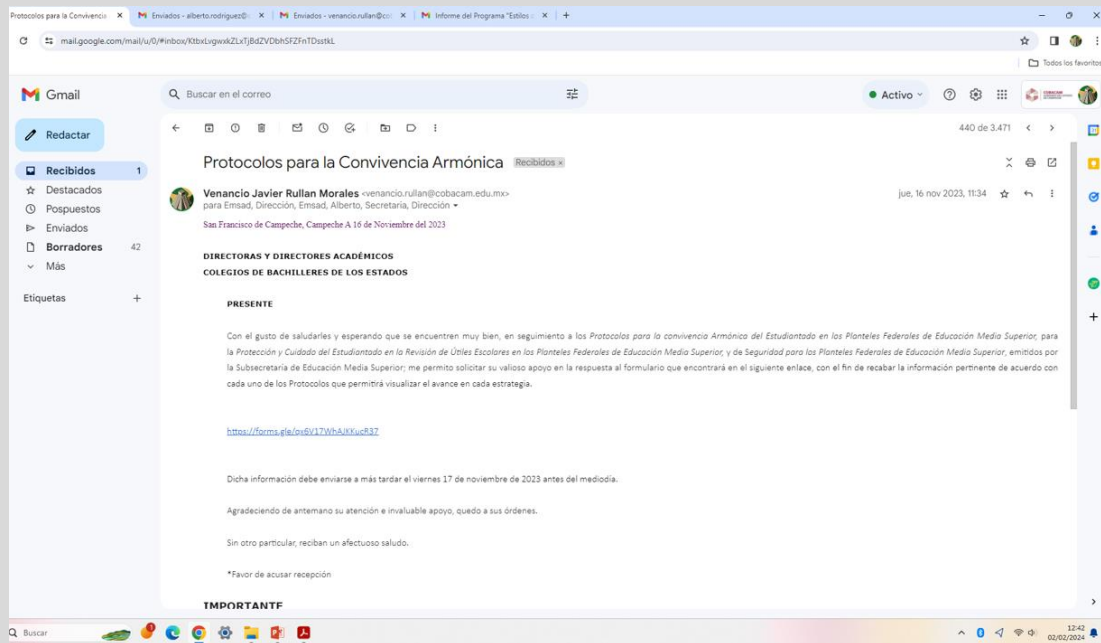 Protocolos para la Convivencia
Enviados - alberto.rodriguez@
Enviados - venancio.rullan@co
Informe del Programa "Estilos
mail.google.com/mail/u/0/#inbox/
Todos los favoritos
Gmail
Buscar en el correo
Activo
COBACAM
Redactar
440 de 3.471
Recibidos 1
Destacados
Pospuestos
Enviados
Borradores 42
Más
Etiquetas
Protocolos para la Convivencia Armónica Recibidos ×
Venancio Javier Rullan Morales <venancio.rullan@cobacam.edu.mx>
jue, 16 nov 2023, 11:34
para Emsad, Dirección, Emsad, Alberto, Secretaria, Dirección
San Francisco de Campeche, Campeche A 16 de Noviembre del 2023
DIRECTORAS Y DIRECTORES ACADÉMICOS
COLEGIOS DE BACHILLERES DE LOS ESTADOS
PRESENTE
Con el gusto de saludarles y esperando que se encuentren muy bien, en seguimiento a los Protocolos para la convivencia Armónica del Estudiantado en los Planteles Federales de Educación Media Superior, para
la Protección y Cuidado del Estudiantado en la Revisión de Útiles Escolares en los Planteles Federales de Educación Media Superior, y de Seguridad para los Planteles Federales de Educación Media Superior, emitidos por
la Subsecretaría de Educación Media Superior; me permito solicitar su valioso apoyo en la respuesta al formulario que encontrará en el siguiente enlace, con el fin de recabar la información pertinente de acuerdo con
cada uno de los Protocolos que permitirá visualizar el avance en cada estrategia.
https://forms.gle/qx6V17WhAJKKucR37
Dicha información debe enviarse a más tardar el viernes 17 de noviembre de 2023 antes del mediodía.
Agradeciendo de antemano su atención e invaluable apoyo, quedo a sus órdenes.
Sin otro particular, reciban un afectuoso saludo.
*Favor de acusar recepción
IMPORTANTE
Buscar
12:42
02/02/2024